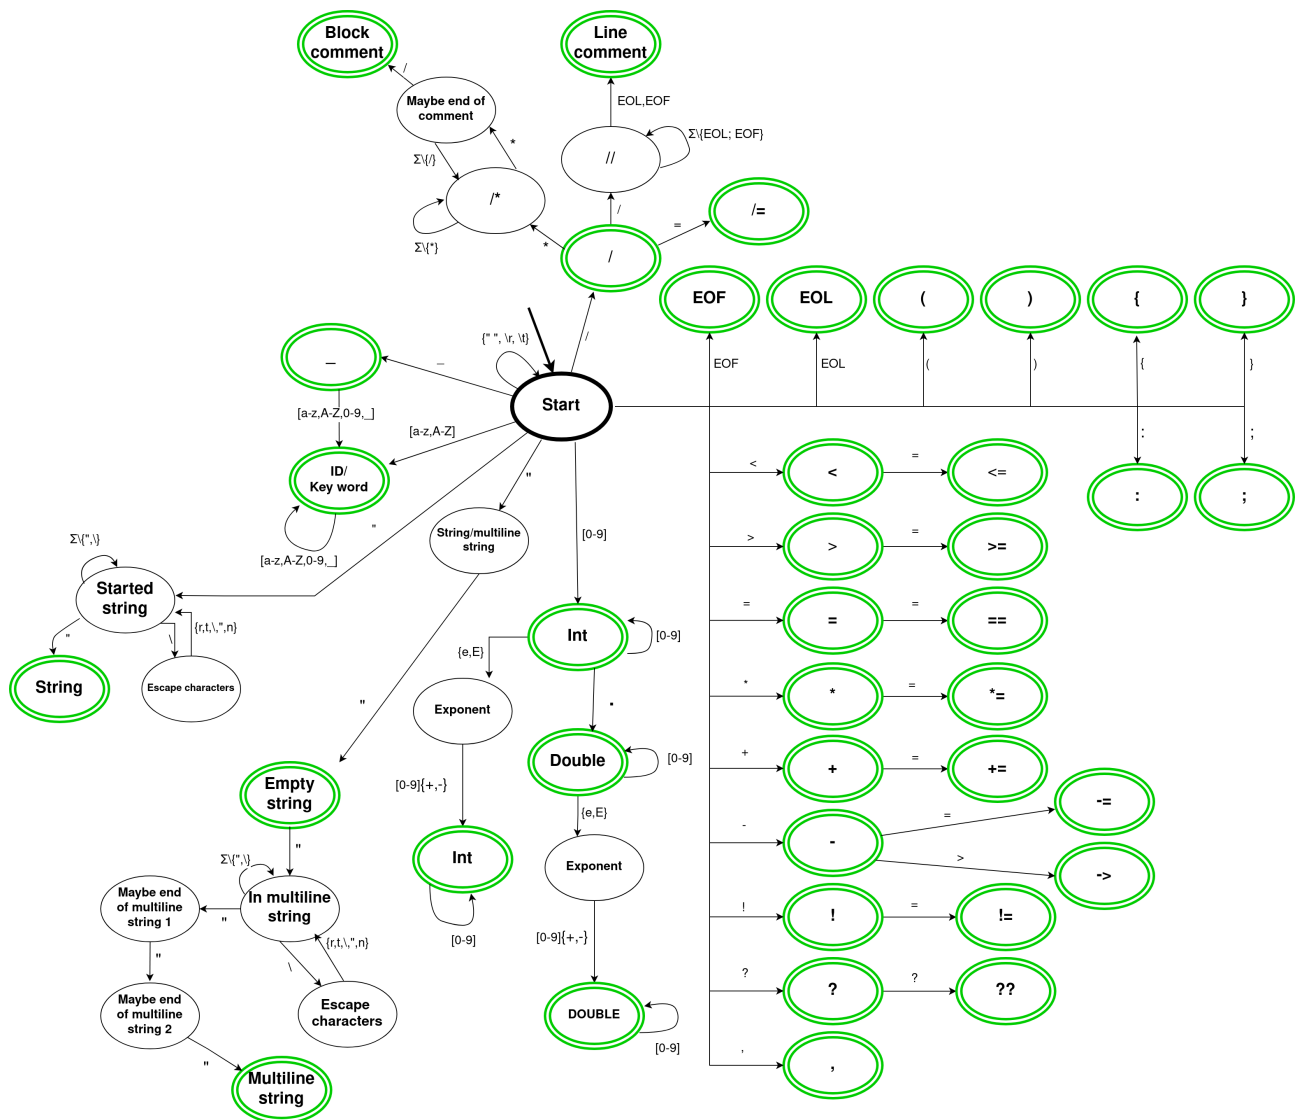 Block
comment
Line
comment
/
EOL,EOF
Maybe end of
comment
*
//
Σ\{EOL; EOF}
Σ\{/}
/*
/
/=
=
Σ\{*}
*
/
EOF
EOL
(
)
{
}
/
{" ", \r, \t}
_
_
EOF
EOL
(
)
{
}
Start
[a-z,A-Z,0-9,_]
[a-z,A-Z]
:
;
ID/
Key word
"
<
<
=
<=
:
;
"
String/multiline
string
[0-9]
Σ\{",\}
[a-z,A-Z,0-9,_]
>
>
=
>=
Started
string
=
=
=
==
"
\
{r,t,\,",n}
Int
[0-9]
{e,E}
String
Escape characters
*
*
=
*=
"
Exponent
.
Double
[0-9]
+
+
=
+=
Empty
string
[0-9]{+,-}
{e,E}
-=
=
-
-
>
->
"
Σ\{",\}
Int
Exponent
Maybe end
of multiline
string 1
"
In multiline
string
!
!
=
!=
[0-9]
[0-9]{+,-}
"
\
{r,t,\,",n}
?
?
?
??
Maybe end
of multiline
string 2
Escape
characters
DOUBLE
[0-9]
"
Multiline
string
,
,